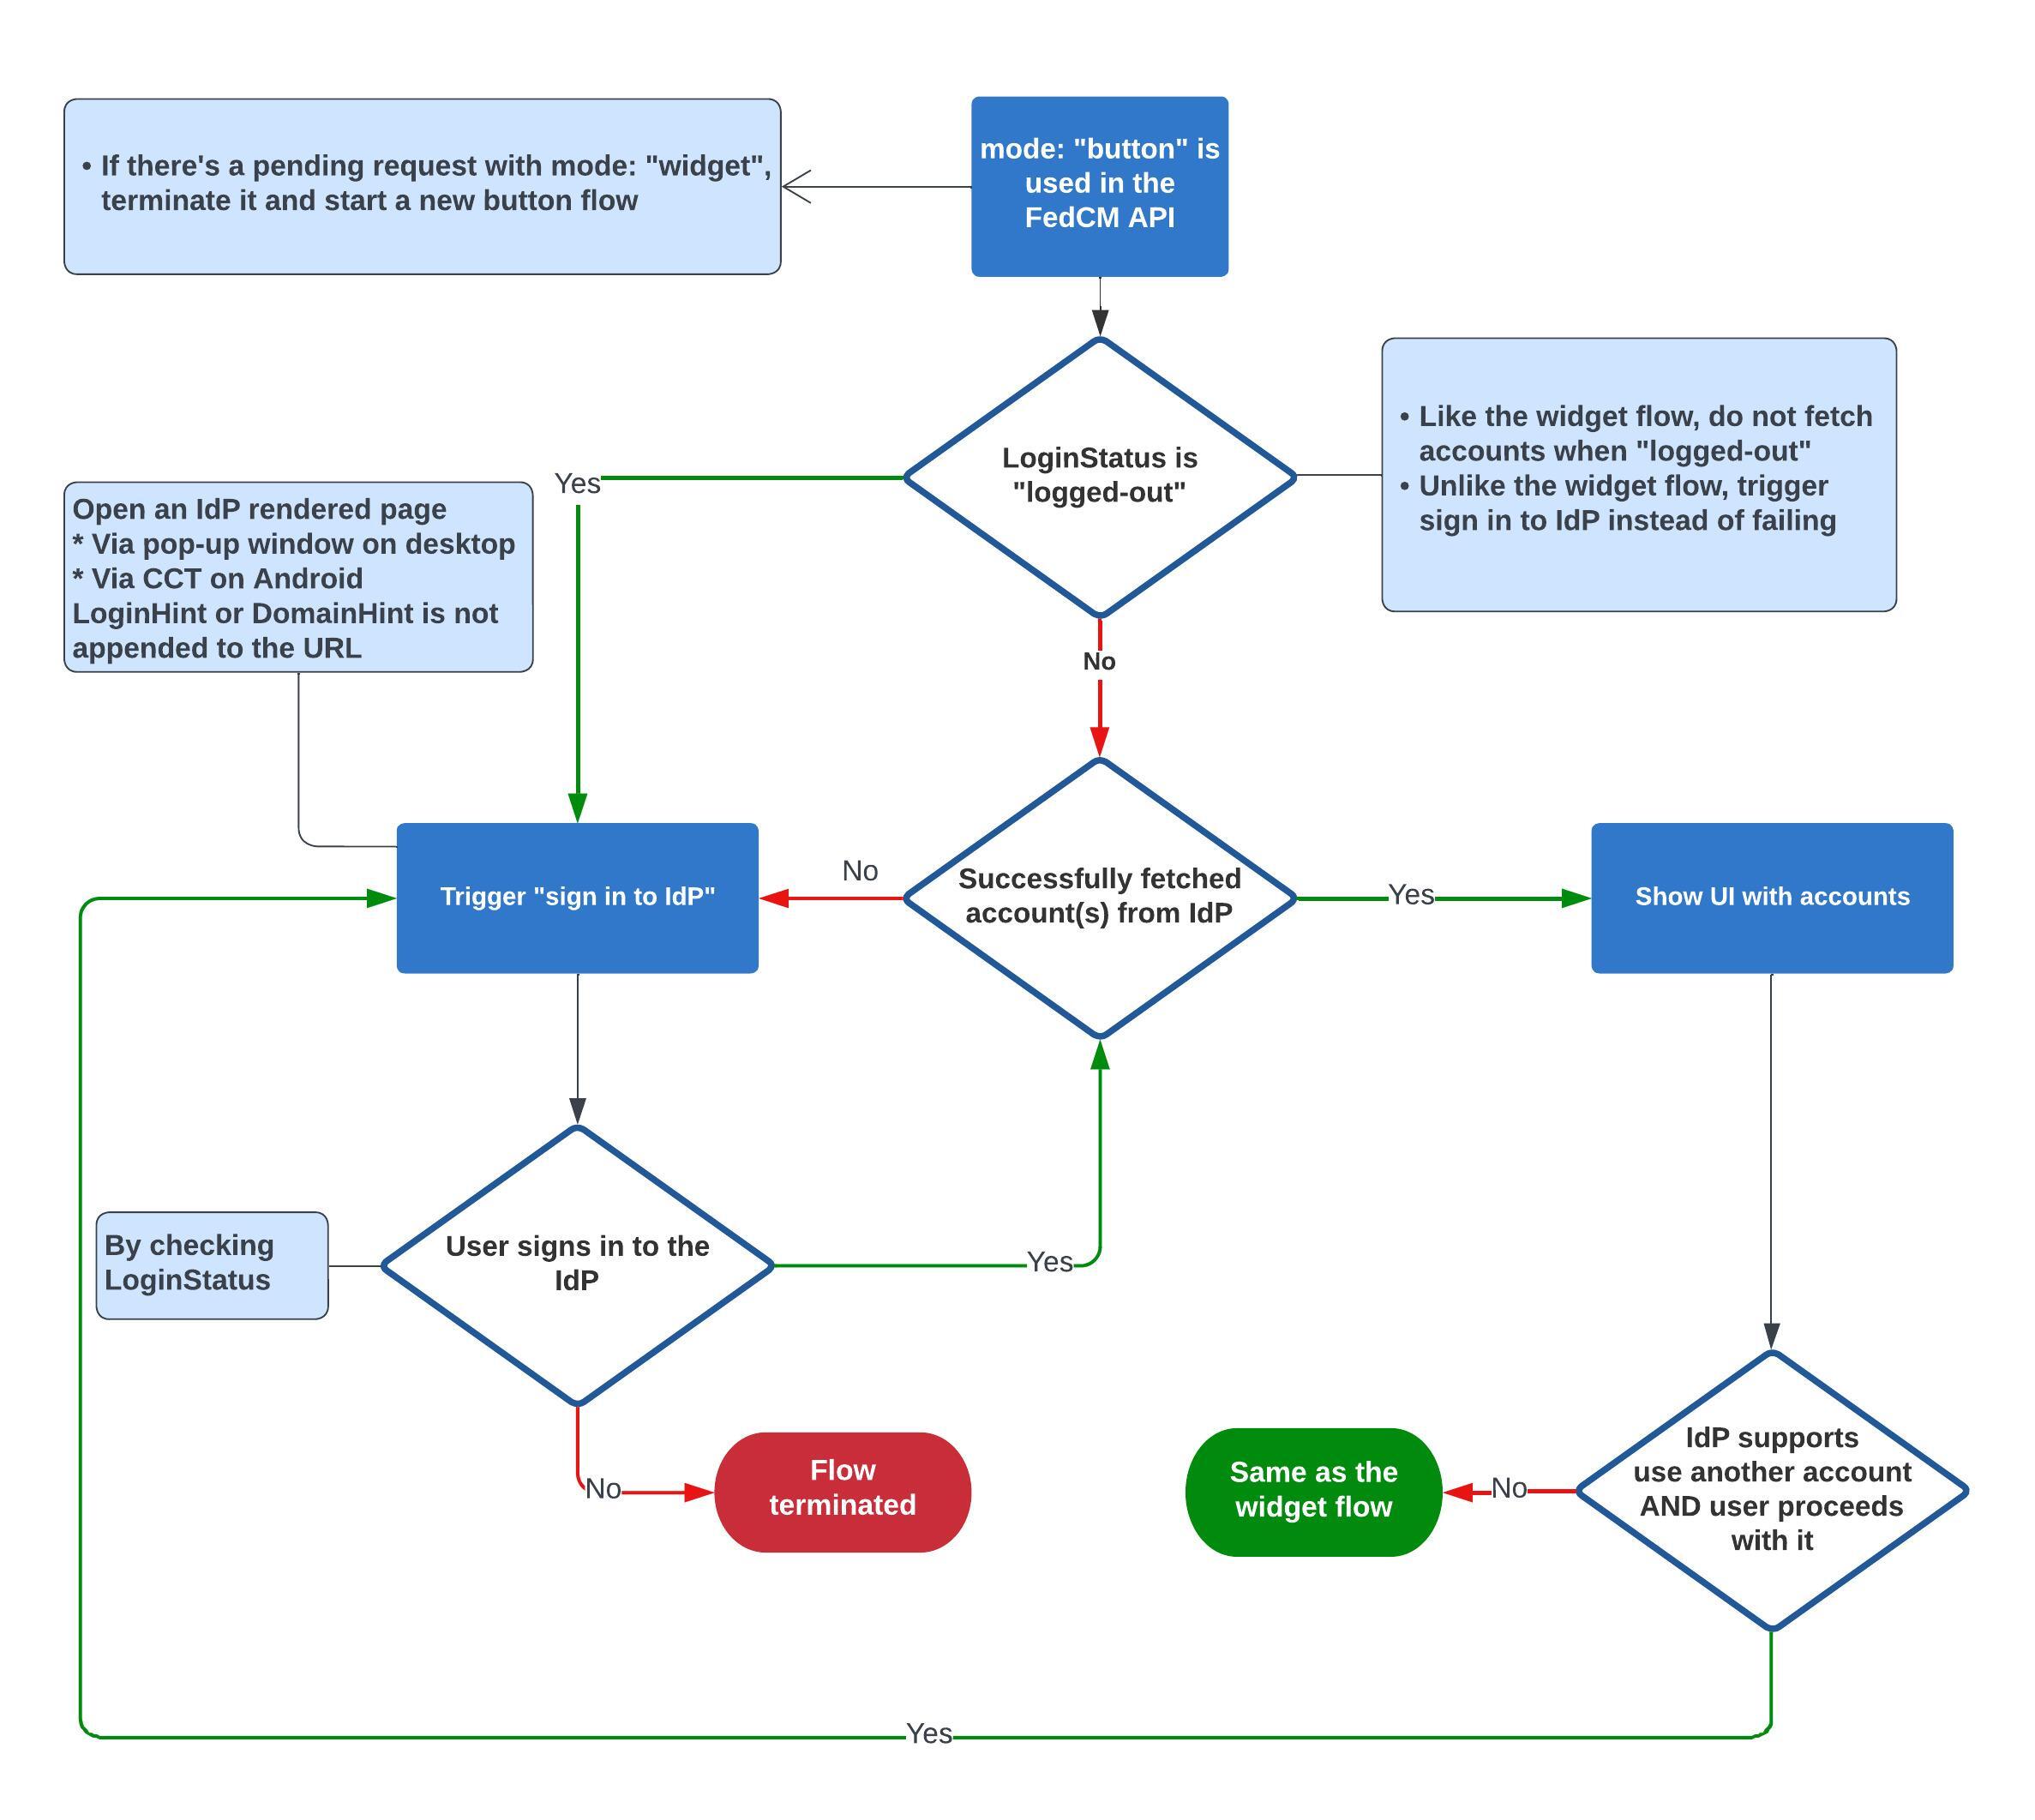 • If there's a pending request with mode: "widget",
terminate it and start a new button flow
mode: "button" is
used in the
FedCM API
LoginStatus is
"logged-out"
• Like the widget flow, do not fetch
accounts when "logged-out"
• Unlike the widget flow, trigger
sign in to IdP instead of failing
Yes
Open an IdP rendered page
* Via pop-up window on desktop
* Via CCT on Android
LoginHint or DomainHint is not
appended to the URL
No
Trigger "sign in to IdP"
No
Successfully fetched
account(s) from IdP
Yes
Show UI with accounts
By checking
LoginStatus
User signs in to the
IdP
Yes
No
Flow
terminated
Same as the
widget flow
No
IdP supports
use another account
AND user proceeds
with it
Yes